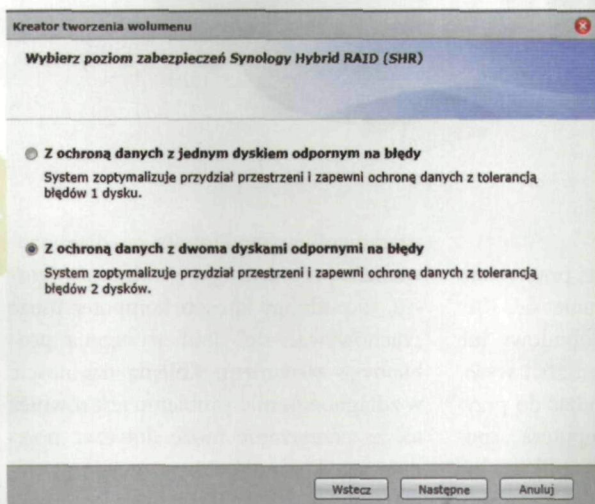 Kreator tworzenia wolumenu
Wybierz poziom zabezpieczeń Synology Hybrid RAID (SHR)
Z ochroną danych z jednym dyskiem odpornym na błędy
System zoptymalizuje przydział przestrzeni i zapewni ochronę danych z tolerancją
błędów 1 dysku.
Z ochroną danych z dwoma dyskami odpornymi na błędy
System zoptymalizuje przydział przestrzeni i zapewni ochronę danych z tolerancją
błędów 2 dysków.
Wstecz
Następne
Anuluj